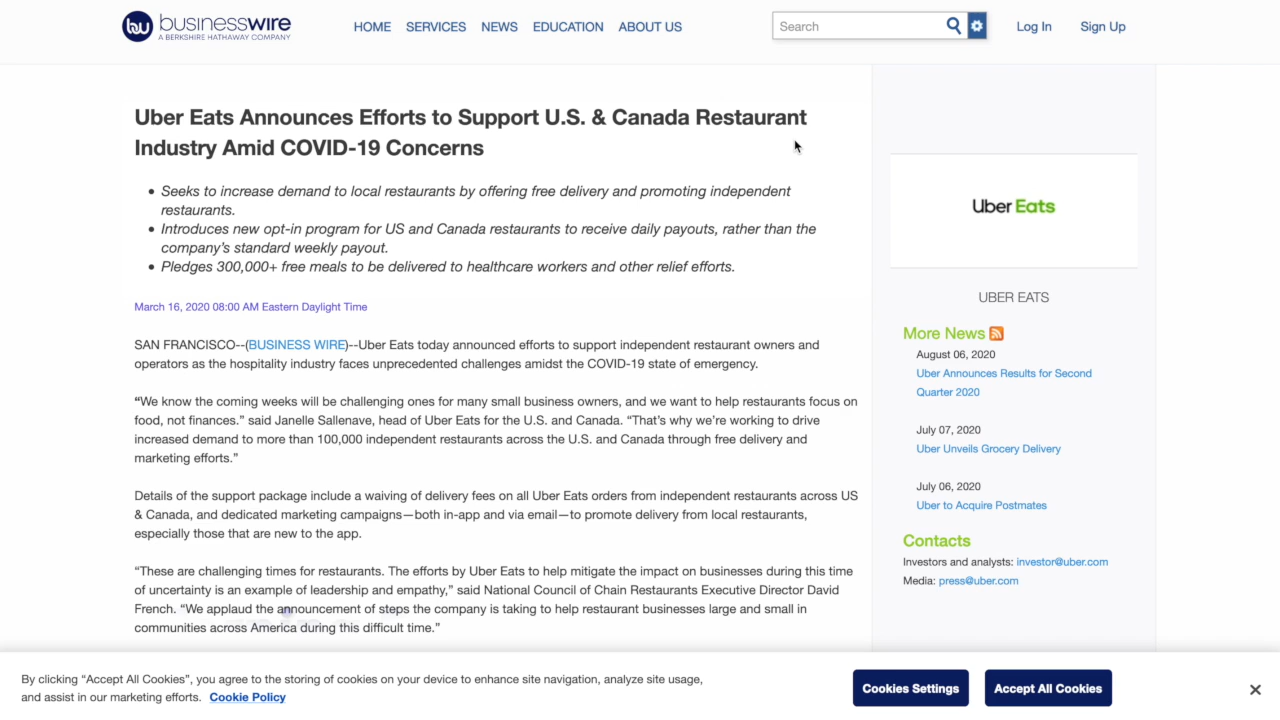 businesswire
A BERKSHIRE HATHAWAY COMPANY
HOME SERVICES NEWS EDUCATION ABOUT US
Search
Log In Sign Up
Uber Eats Announces Efforts to Support U.S. & Canada Restaurant
Industry Amid COVID-19 Concerns
• Seeks to increase demand to local restaurants by offering free delivery and promoting independent
restaurants.
• Introduces new opt-in program for US and Canada restaurants to receive daily payouts, rather than the
company's standard weekly payout.
• Pledges 300,000+ free meals to be delivered to healthcare workers and other relief efforts.
March 16, 2020 08:00 AM Eastern Daylight Time
SAN FRANCISCO--(BUSINESS WIRE)--Uber Eats today announced efforts to support independent restaurant owners and
operators as the hospitality industry faces unprecedented challenges amidst the COVID-19 state of emergency.
“We know the coming weeks will be challenging ones for many small business owners, and we want to help restaurants focus on
food, not finances.” said Janelle Sallenave, head of Uber Eats for the U.S. and Canada. “That’s why we’re working to drive
increased demand to more than 100,000 independent restaurants across the U.S. and Canada through free delivery and
marketing efforts.”
Details of the support package include a waiving of delivery fees on all Uber Eats orders from independent restaurants across US
& Canada, and dedicated marketing campaigns—both in-app and via email—to promote delivery from local restaurants,
especially those that are new to the app.
“These are challenging times for restaurants. The efforts by Uber Eats to help mitigate the impact on businesses during this time
of uncertainty is an example of leadership and empathy,” said National Council of Chain Restaurants Executive Director David
French. “We applaud the announcement of steps the company is taking to help restaurant businesses large and small in
communities across America during this difficult time.”
Uber Eats
UBER EATS
More News
August 06, 2020
Uber Announces Results for Second
Quarter 2020
July 07, 2020
Uber Unveils Grocery Delivery
July 06, 2020
Uber to Acquire Postmates
Contacts
Investors and analysts: investor@uber.com
Media: press@uber.com
By clicking “Accept All Cookies”, you agree to the storing of cookies on your device to enhance site navigation, analyze site usage,
and assist in our marketing efforts. Cookie Policy
Cookies Settings
Accept All Cookies